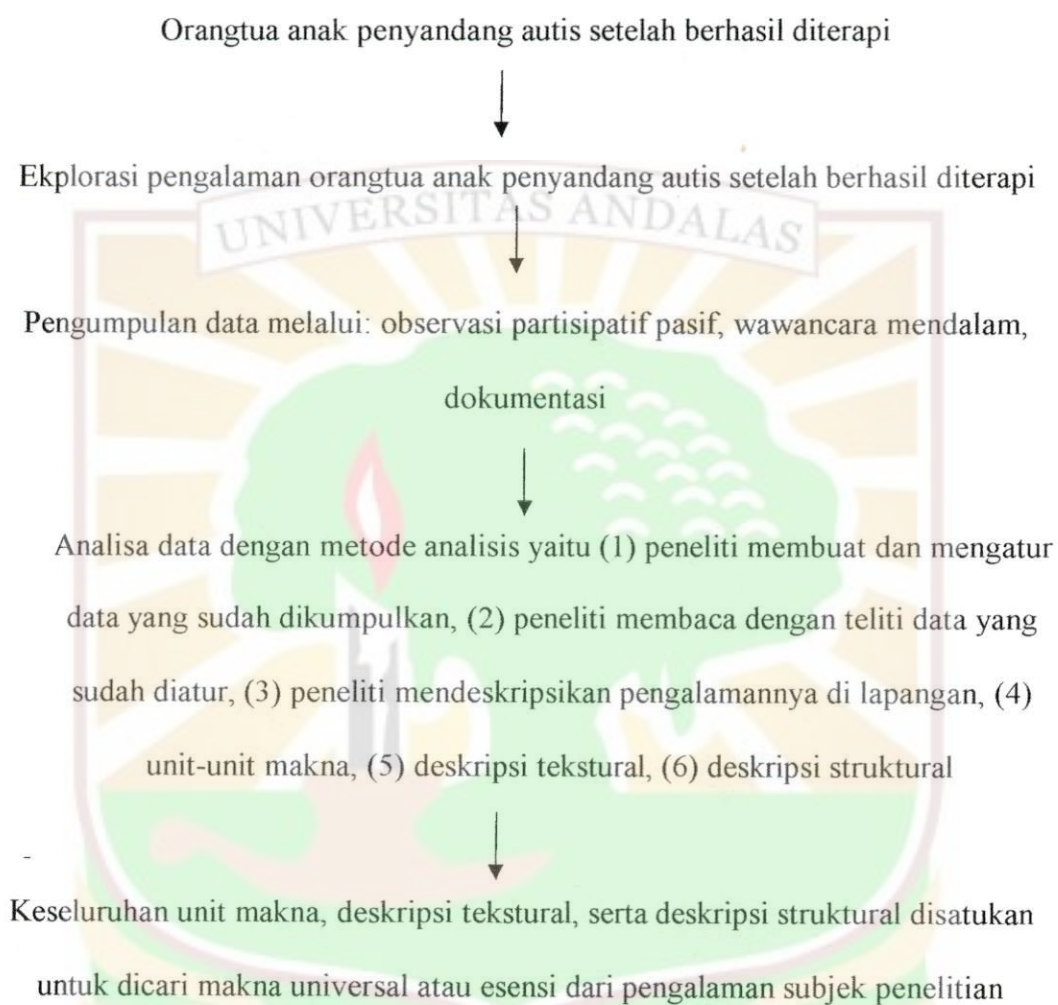 Orangtua anak penyandang autis setelah berhasil diterapi
Ekplorasi pengalaman orangtua anak penyandang autis setelah berhasil diterapi
UNIVERSITAS ANDALAS
Pengumpulan data melalui: observasi partisipatif pasif, wawancara mendalam,
dokumentasi
Analisa data dengan metode analisis yaitu (1) peneliti membuat dan mengatur
data yang sudah dikumpulkan, (2) peneliti membaca dengan teliti data yang
sudah diatur, (3) peneliti mendeskripsikan pengalamannya di lapangan, (4)
unit-unit makna, (5) deskripsi tekstural, (6) deskripsi struktural
Keseluruhan unit makna, deskripsi tekstural, serta deskripsi struktural disatukan
untuk dicari makna universal atau esensi dari pengalaman subjek penelitian